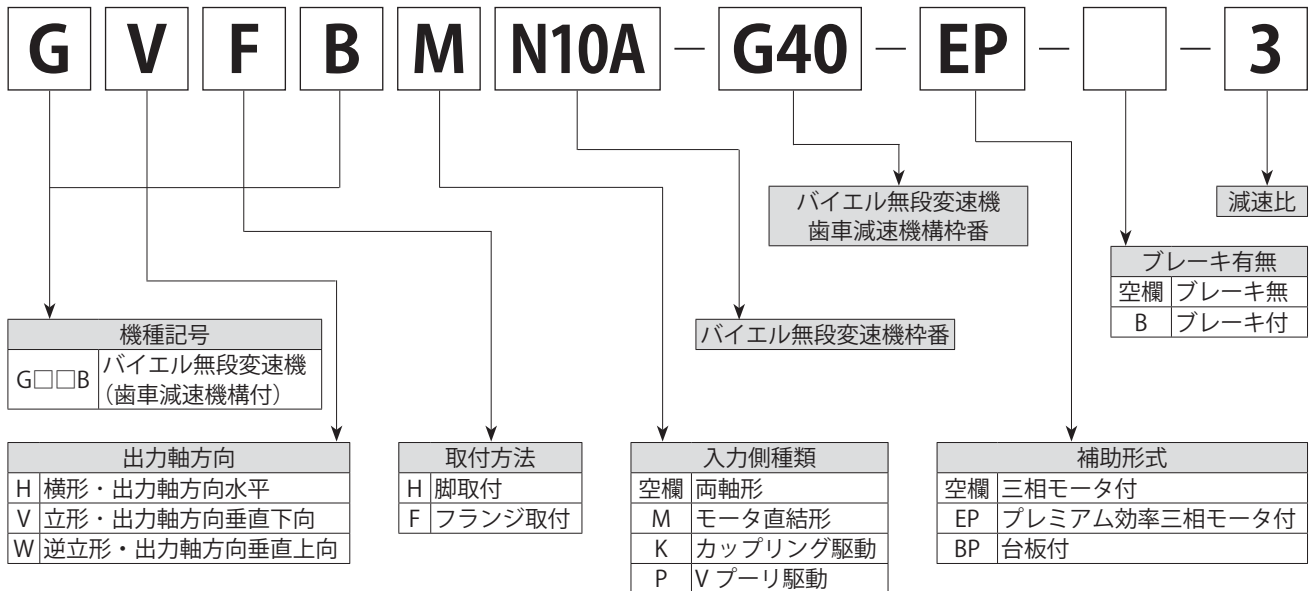 G V F B M N10A － G40 － EP － － 3
バイエル無段変速機
歯車減速機構枠番
減速比
ブレーキ有無
空欄 ブレーキ無
B ブレーキ付
バイエル無段変速機枠番
機種記号
G□□B バイエル無段変速機
（歯車減速機構付）
出力軸方向
H 横形・出力軸方向水平
V 立形・出力軸方向垂直下向
W 逆立形・出力軸方向垂直上向
取付方法
H 脚取付
F フランジ取付
入力側種類
空欄 両軸形
M モータ直結形
K カップリング駆動
P V プーリ駆動
補助形式
空欄 三相モータ付
EP プレミアム効率三相モータ付
BP 台板付